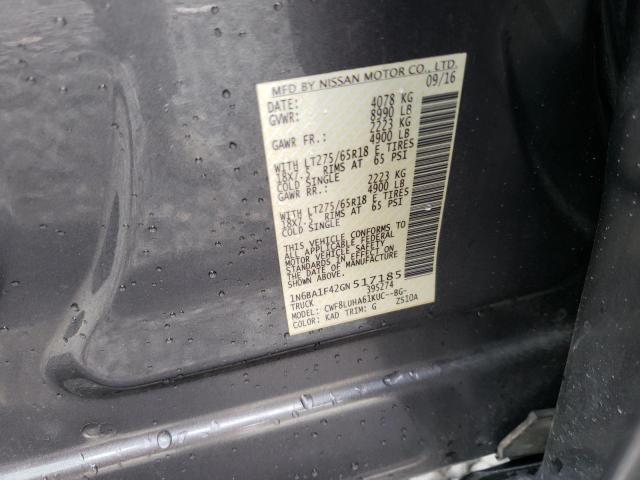 MFD BY NISSAN MOTOR CO., LTD.
09/16
DATE: 4078 KG
GVWR: 8990 LB
2223 KG
GAWR FR.: 4900 LB
WITH LT275/65R18 E TIRES
18X7.5 RIMS AT 65 PSI
COLD SINGLE 2223 KG
GAWR RR.: 4900 LB
WITH LT275/65R18 E TIRES
18X7.5 RIMS AT 65 PSI
COLD SINGLE
THIS VEHICLE CONFORMS TO
ALL APPLICABLE FEDERAL
MOTOR VEHICLE SAFETY
STANDARDS IN EFFECT ON
THE DATE OF MANUFACTURE
SHOWN ABOVE.
1N6BA1F42GN517185
TRUCK 395274
MODEL: CWF8LUHA61KUC--BG-
COLOR: KAD TRIM: G Z510A